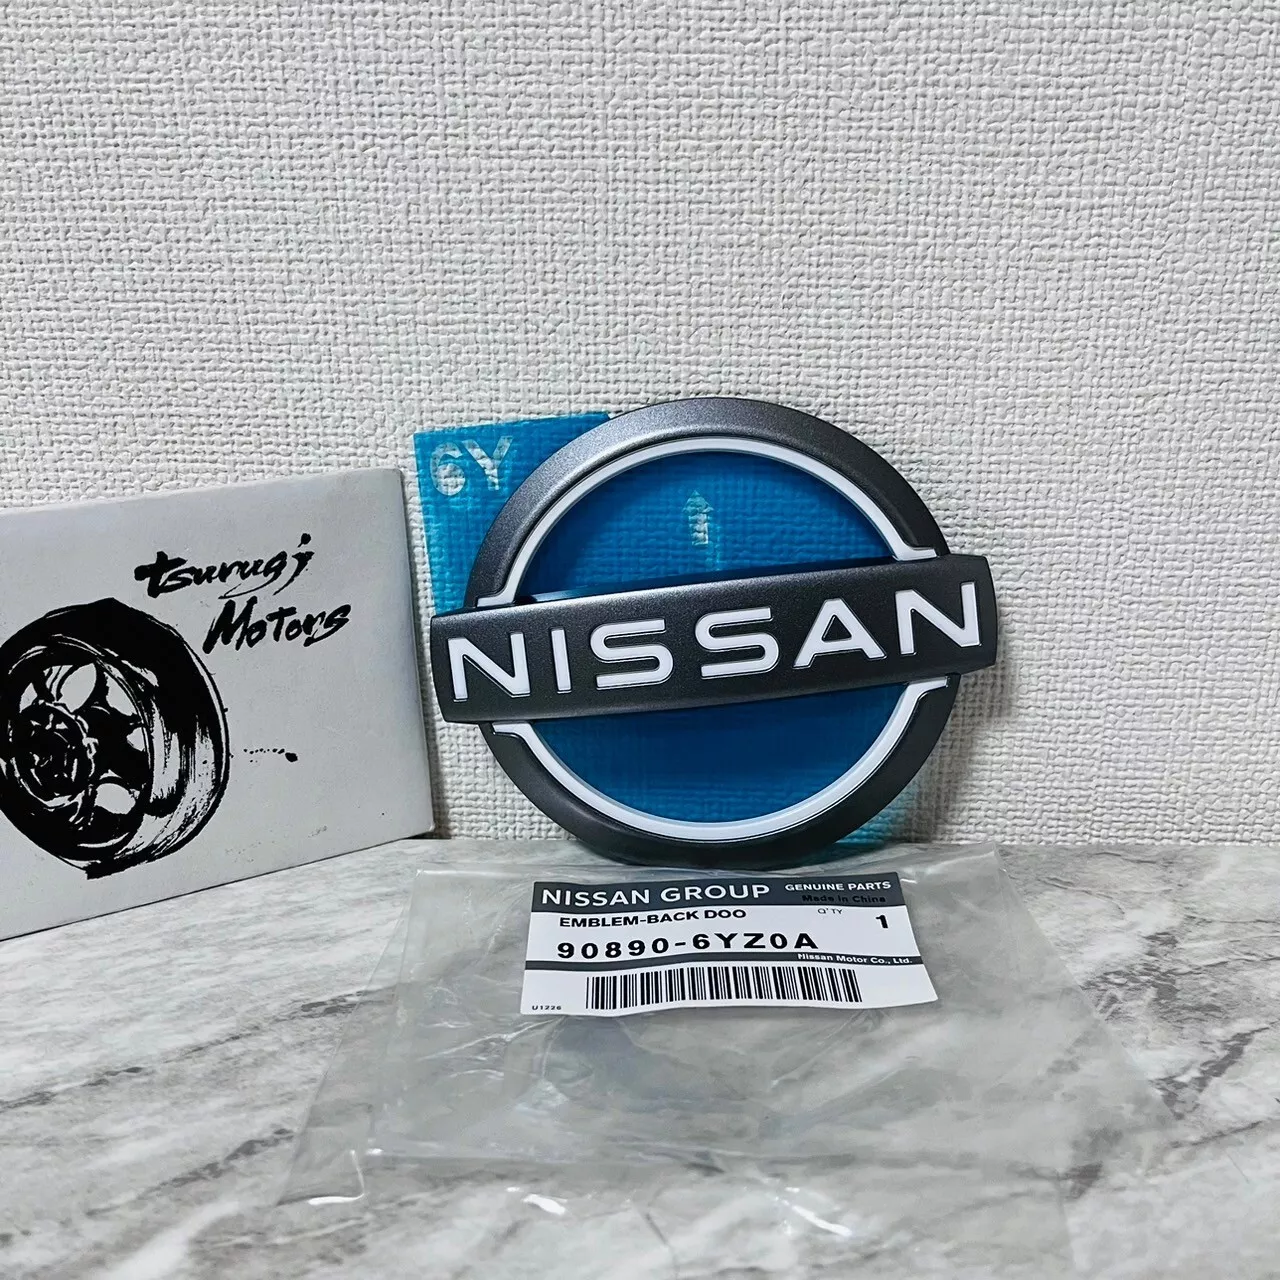 tsurugi
Motors
6Y
NISSAN
NISSAN GROUP
GENUINE PARTS
Made in China
EMBLEM-BACK DOO
Q'TY
1
90890-6YZ0A
Nissan Motor Co., Ltd.
U1226